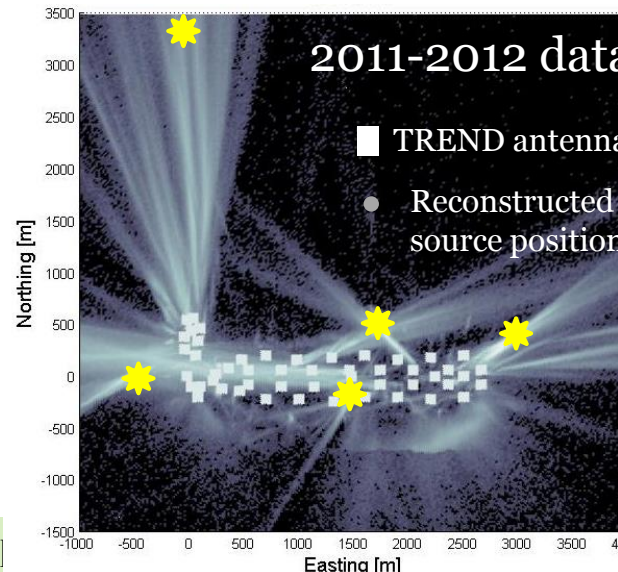 2011-2012 data
TREND antenna
Reconstructed
source position
Northing [m]
3500
3000
2500
2000
1500
1000
500
0
-500
-1000
-1500
-1000 -500 0 500 1000 1500 2000 2500 3000 3500
Easting [m]